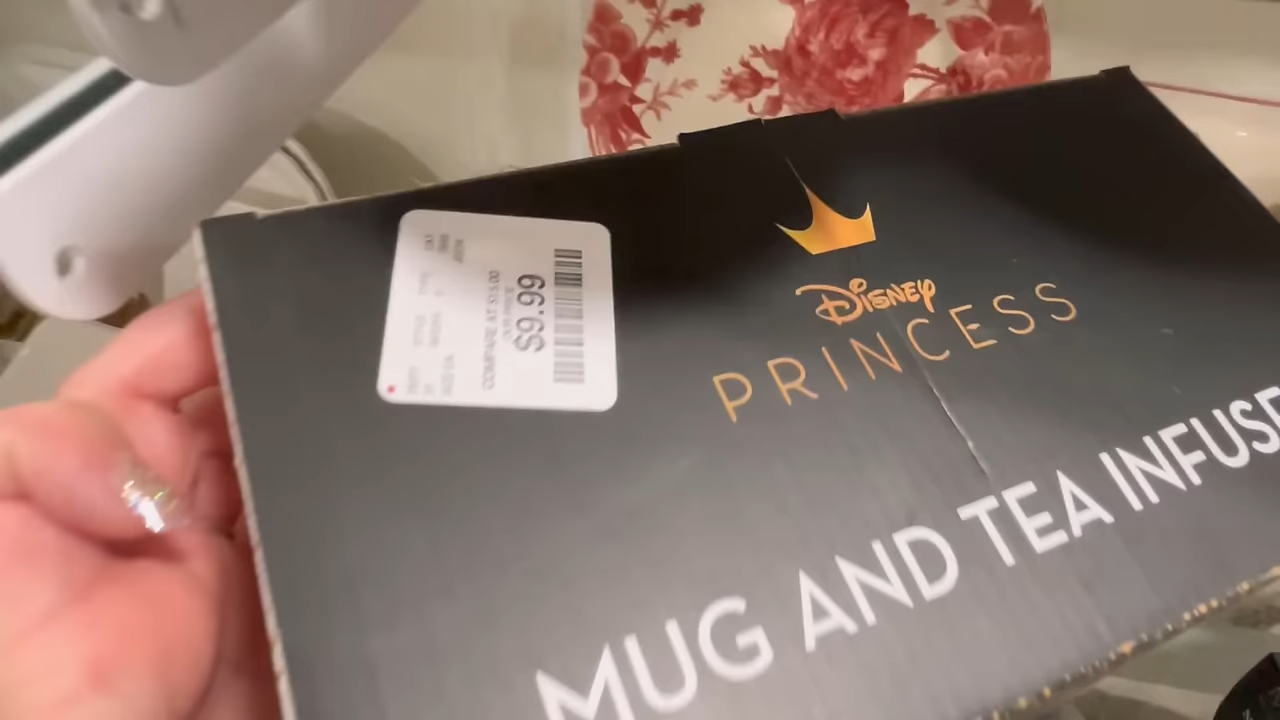 COMPARE AT $15.00
$9.99
DISNEY
PRINCESS
MUG AND TEA INFUSE